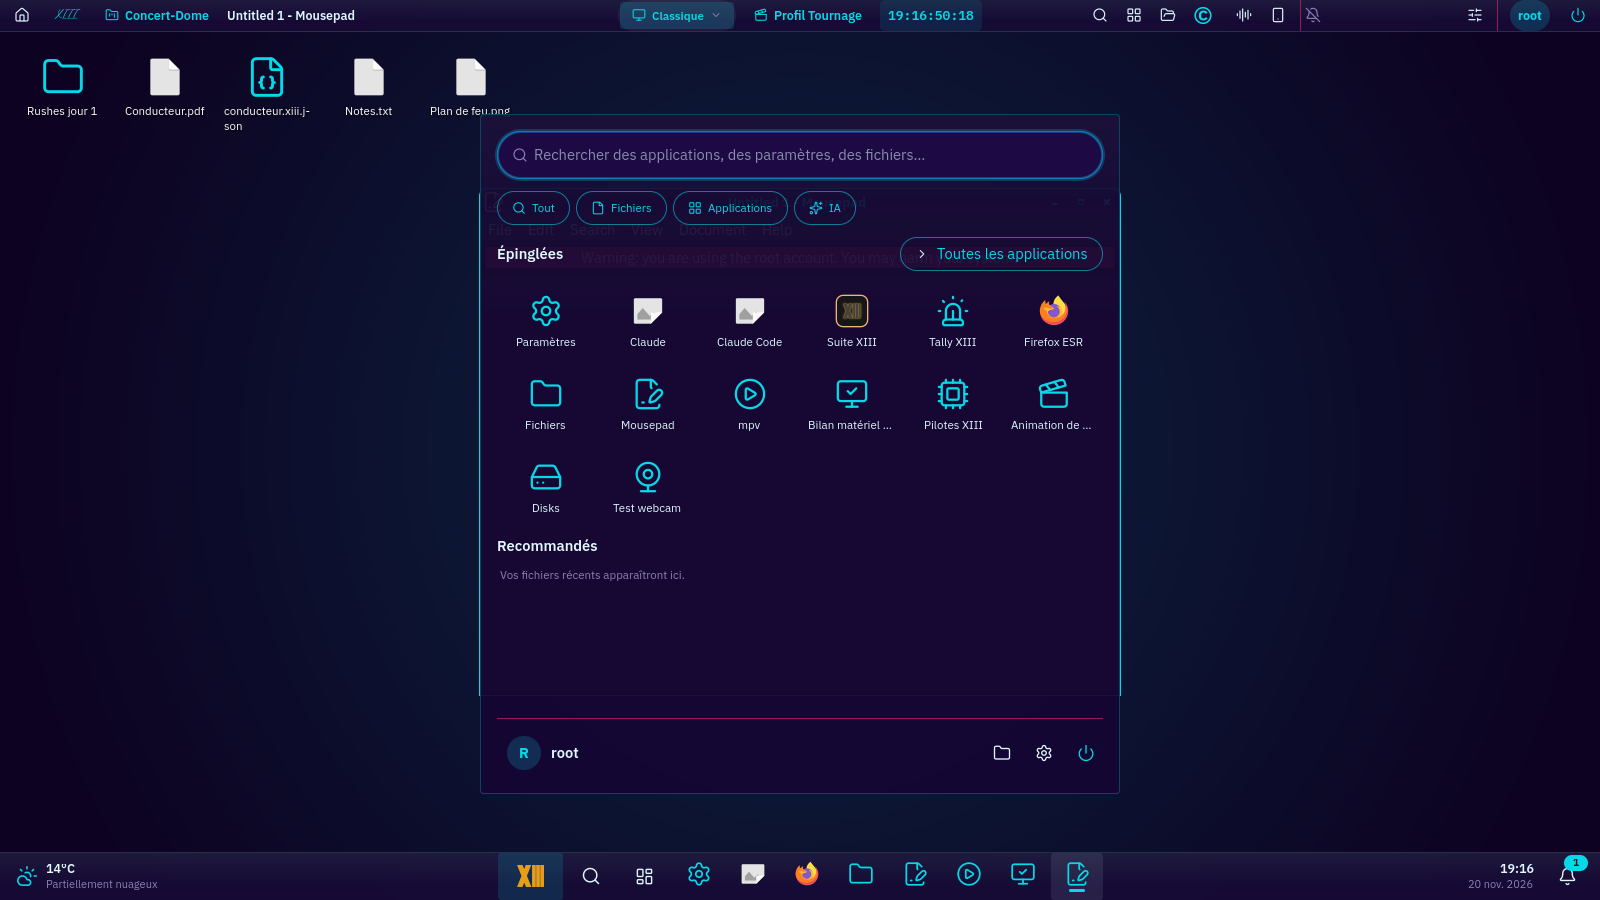 XIII Concert-Dome Untitled 1 - Mousepad Classique Profil Tournage 19:16:50:18 root
Rushes jour 1 Conducteur.pdf conducteur.xiii.j-
son Notes.txt Plan de feu.png
Rechercher des applications, des paramètres, des fichiers...
Tout Fichiers Applications IA
File Edit Search View Document Help
Épinglées Toutes les applications
Warning: you are using the root account. You may
Paramètres Claude Claude Code Suite XIII Tally XIII Firefox ESR
Fichiers Mousepad mpv Bilan matériel ... Pilotes XIII Animation de ...
Disks Test webcam
Recommandés
Vos fichiers récents apparaîtront ici.
R root
14°C
Partiellement nuageux
XIII
19:16
20 nov. 2026
1